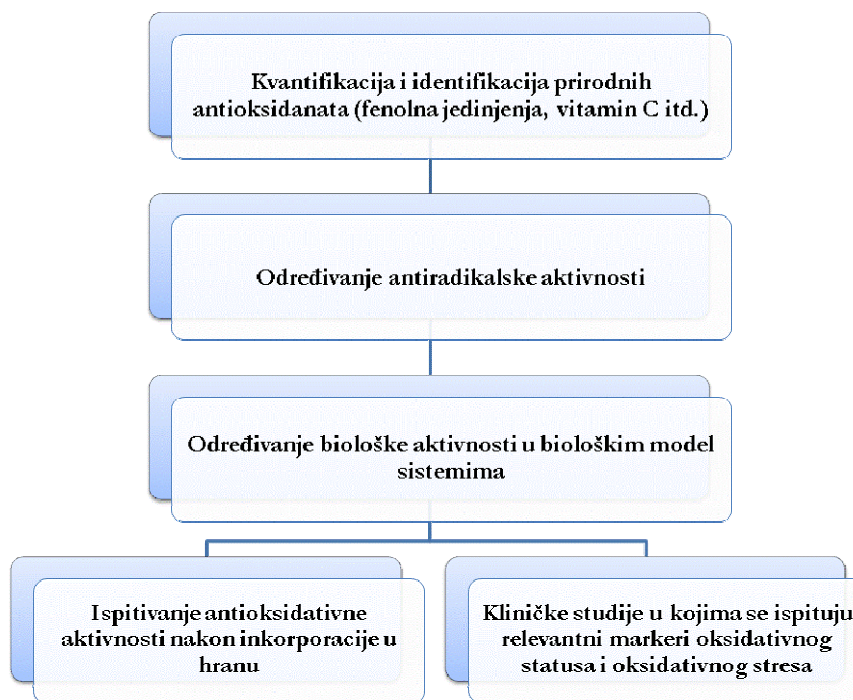 Kvantifikacija i identifikacija prirodnih
antioksidanata (fenolna jedinjenja, vitamin C itd.)
Određivanje antiradikalske aktivnosti
Određivanje biološke aktivnosti u biološkim model
sistemima
Ispitivanje antioksidativne
aktivnosti nakon inkorporacije u
hranu
Kliničke studije u kojima se ispituju
relevantni markeri oksidativnog
statusa i oksidativnog stresa